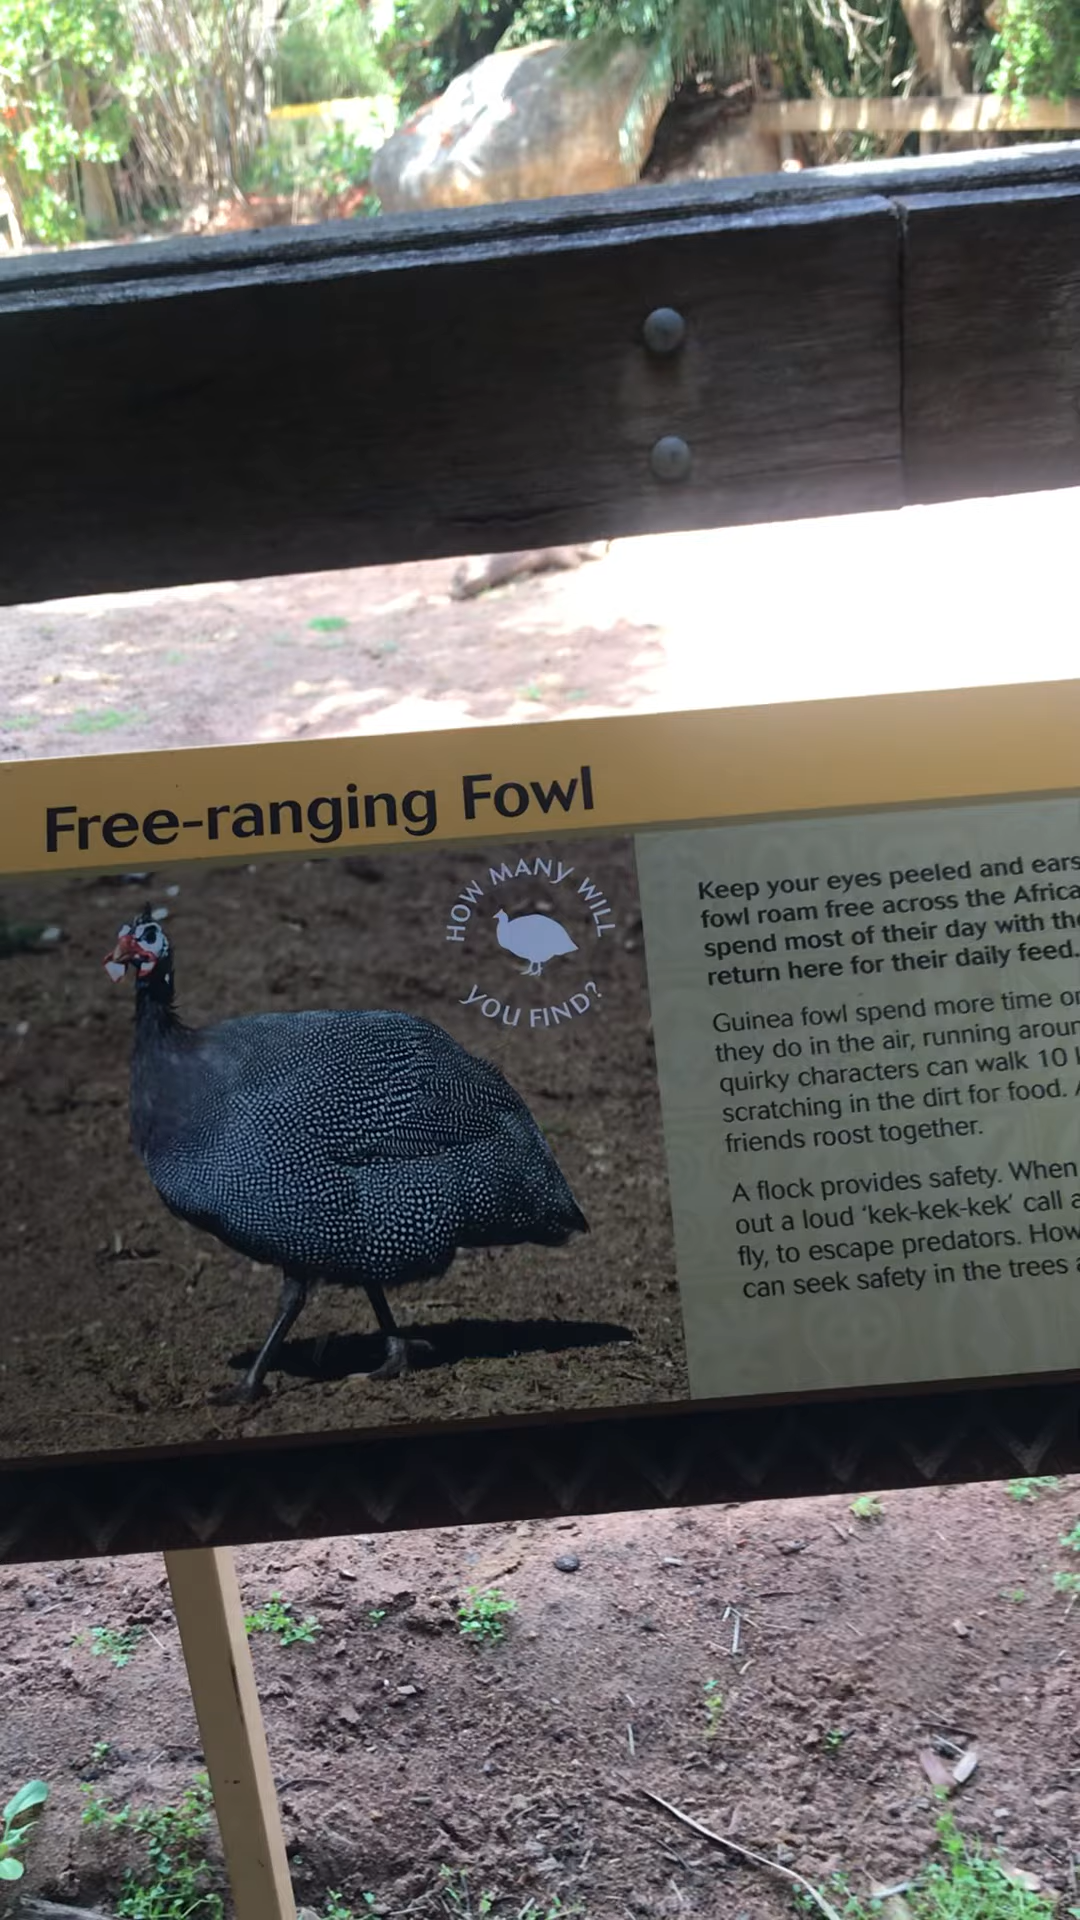 Free-ranging Fowl
HOW MANY WILL
YOU FIND?
Keep your eyes peeled and ears
fowl roam free across the Africa
spend most of their day with the
return here for their daily feed.
Guinea fowl spend more time or
they do in the air, running aroun
quirky characters can walk 10
scratching in the dirt for food.
friends roost together.
A flock provides safety. When
out a loud ‘kek-kek-kek’ call a
fly, to escape predators. How
can seek safety in the trees a